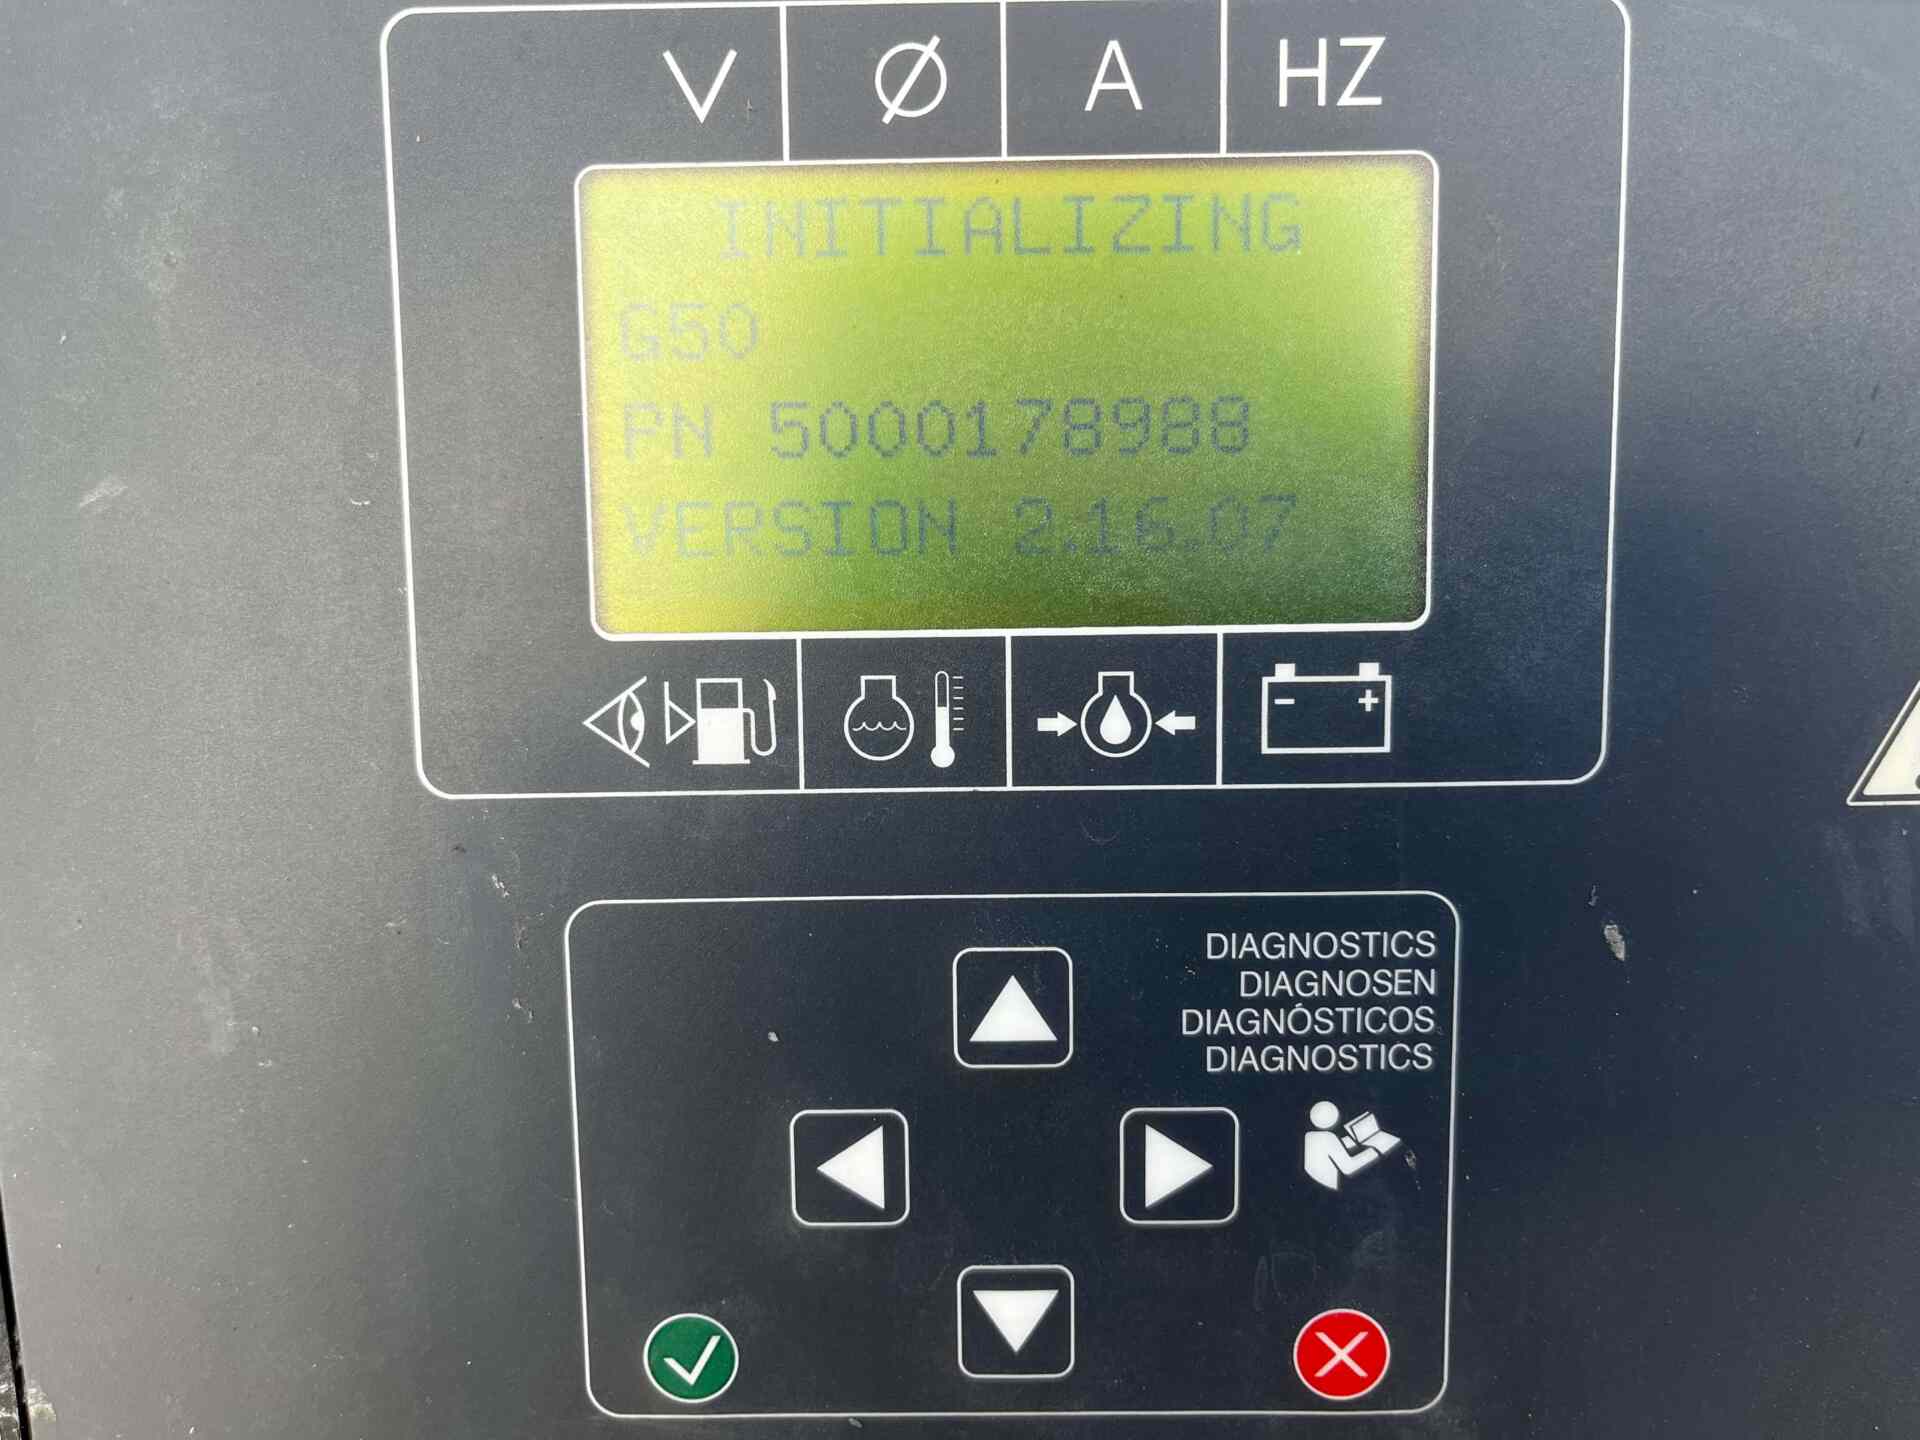 V Ø A HZ
INITIALIZING
G50
PN 5000178988
VERSION 2.16.07
- +
DIAGNOSTICS
DIAGNOSEN
DIAGNÓSTICOS
DIAGNOSTICS